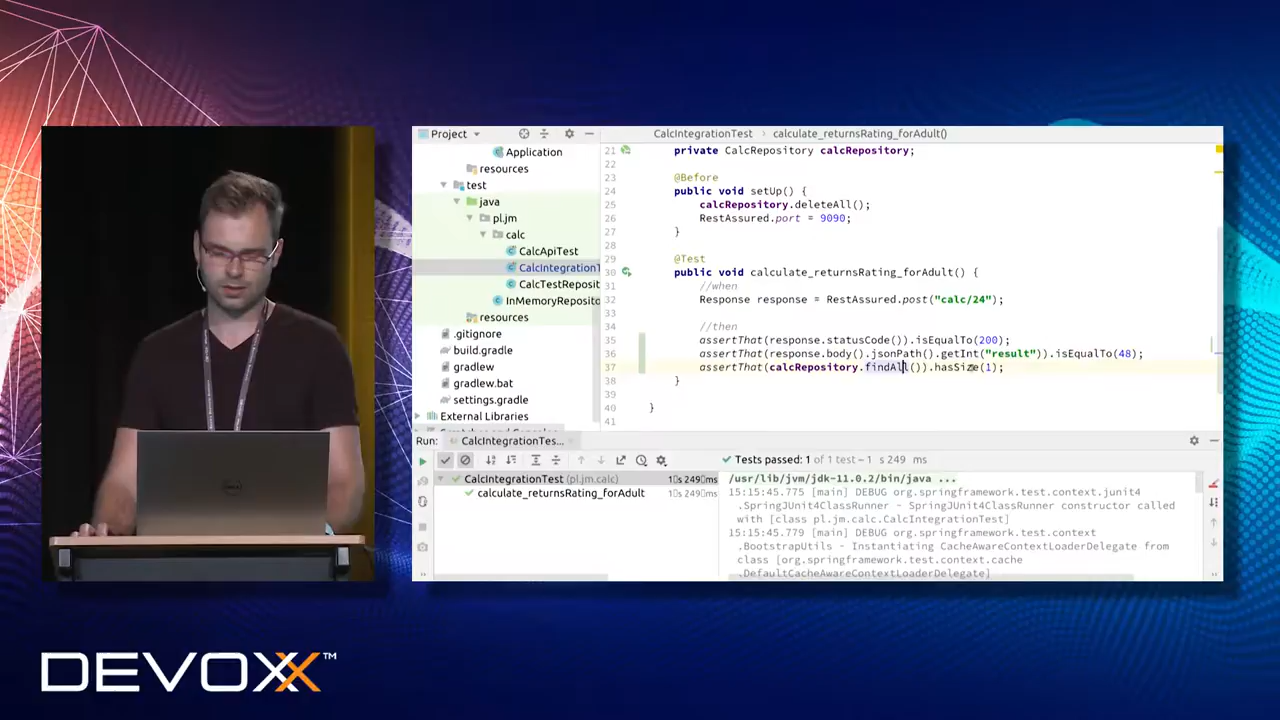 Project
Application
resources
test
java
pl.jm
calc
CalcApiTest
CalcIntegrationT
CalcTestReposit
InMemoryReposito
resources
.gitignore
build.gradle
gradlew
gradlew.bat
settings.gradle
External Libraries
CalcIntegrationTest > calculate_returnsRating_forAdult()
21 private CalcRepository calcRepository;
22
23 @Before
24 public void setUp() {
25 calcRepository.deleteAll();
26 RestAssured.port = 9090;
27 }
28
29 @Test
30 public void calculate_returnsRating_forAdult() {
31 //when
32 Response response = RestAssured.post("calc/24");
33
34 //then
35 assertThat(response.statusCode()).isEqualTo(200);
36 assertThat(response.body().jsonPath().getInt("result")).isEqualTo(48);
37 assertThat(calcRepository.findAll()).hasSize(1);
38 }
39
40 }
41
Run: CalcIntegrationTes...
Tests passed: 1 of 1 test – 1 s 249 ms
CalcIntegrationTest (pl.jm.calc) 1 s 249 ms
calculate_returnsRating_forAdult 1 s 249 ms
/usr/lib/jvm/jdk-11.0.2/bin/java ...
15:15:45.775 [main] DEBUG org.springframework.test.context.junit4
.SpringJUnit4ClassRunner - SpringJUnit4ClassRunner constructor called
with [class pl.jm.calc.CalcIntegrationTest]
15:15:45.779 [main] DEBUG org.springframework.test.context
.BootstrapUtils - Instantiating CacheAwareContextLoaderDelegate from
class [org.springframework.test.context.cache
.DefaultCacheAwareContextLoaderDelegate]
DELL
DEVOXX™